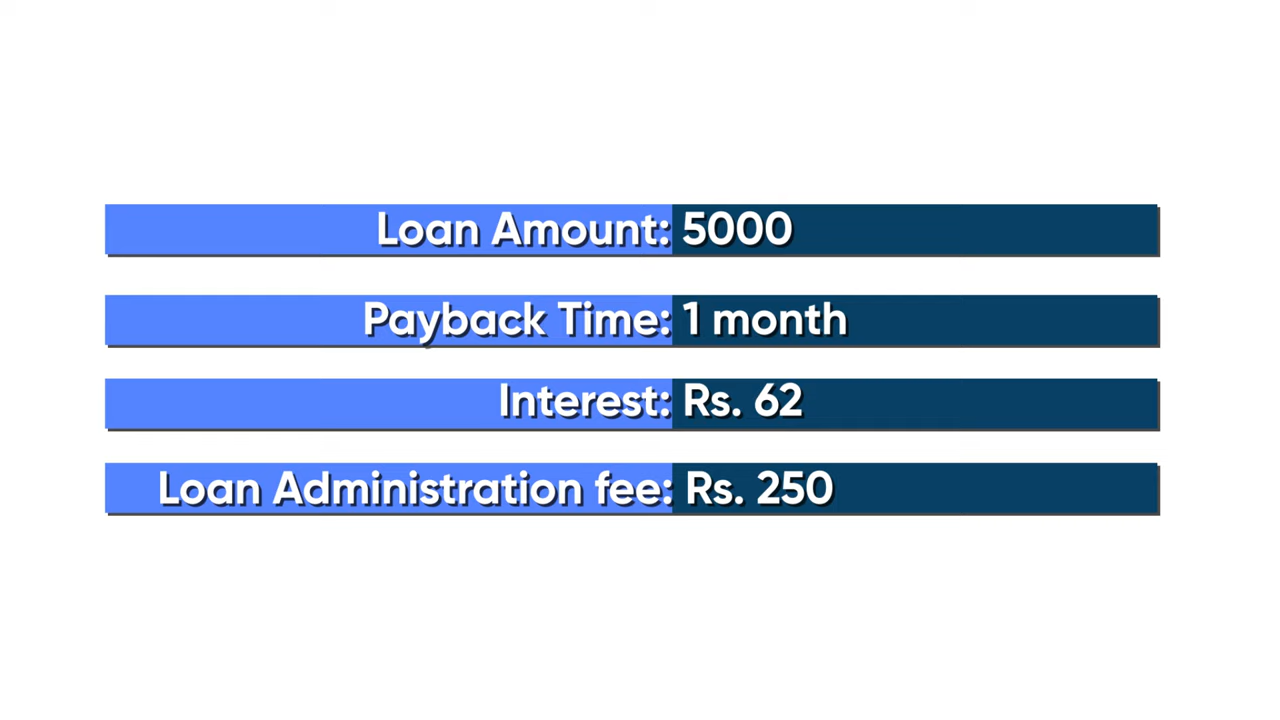 Loan Amount: 5000
Payback Time: 1 month
Interest: Rs. 62
Loan Administration fee: Rs. 250